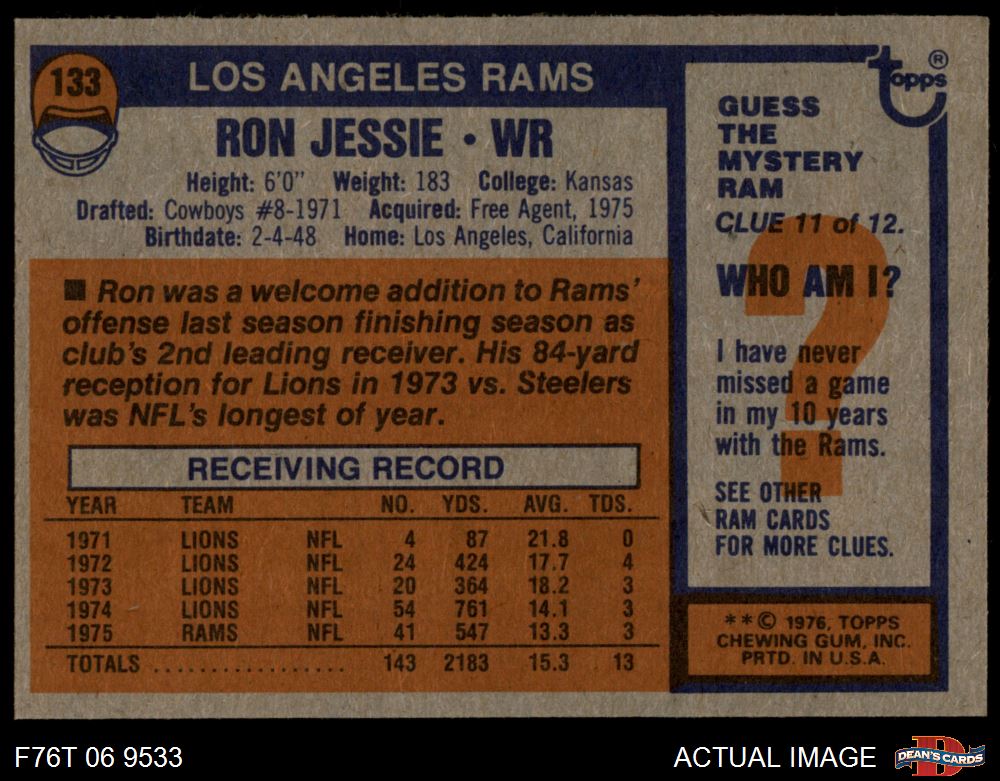 133
LOS ANGELES RAMS
RON JESSIE • WR
Height: 6'0" Weight: 183 College: Kansas
Drafted: Cowboys #8-1971 Acquired: Free Agent, 1975
Birthdate: 2-4-48 Home: Los Angeles, California
■ Ron was a welcome addition to Rams'
offense last season finishing season as
club's 2nd leading receiver. His 84-yard
reception for Lions in 1973 vs. Steelers
was NFL's longest of year.
RECEIVING RECORD
YEAR TEAM NO. YDS. AVG. TDS.
1971 LIONS NFL 4 87 21.8 0
1972 LIONS NFL 24 424 17.7 4
1973 LIONS NFL 20 364 18.2 3
1974 LIONS NFL 54 761 14.1 3
1975 RAMS NFL 41 547 13.3 3
TOTALS .................. 143 2183 15.3 13
topps®
GUESS
THE
MYSTERY
RAM
CLUE 11 of 12.
WHO AM I?
?
I have never
missed a game
in my 10 years
with the Rams.
SEE OTHER
RAM CARDS
FOR MORE CLUES.
**© 1976, TOPPS
CHEWING GUM, INC.
PRTD. IN U.S.A.
F76T 06 9533
ACTUAL IMAGE
D
DEAN'S CARDS